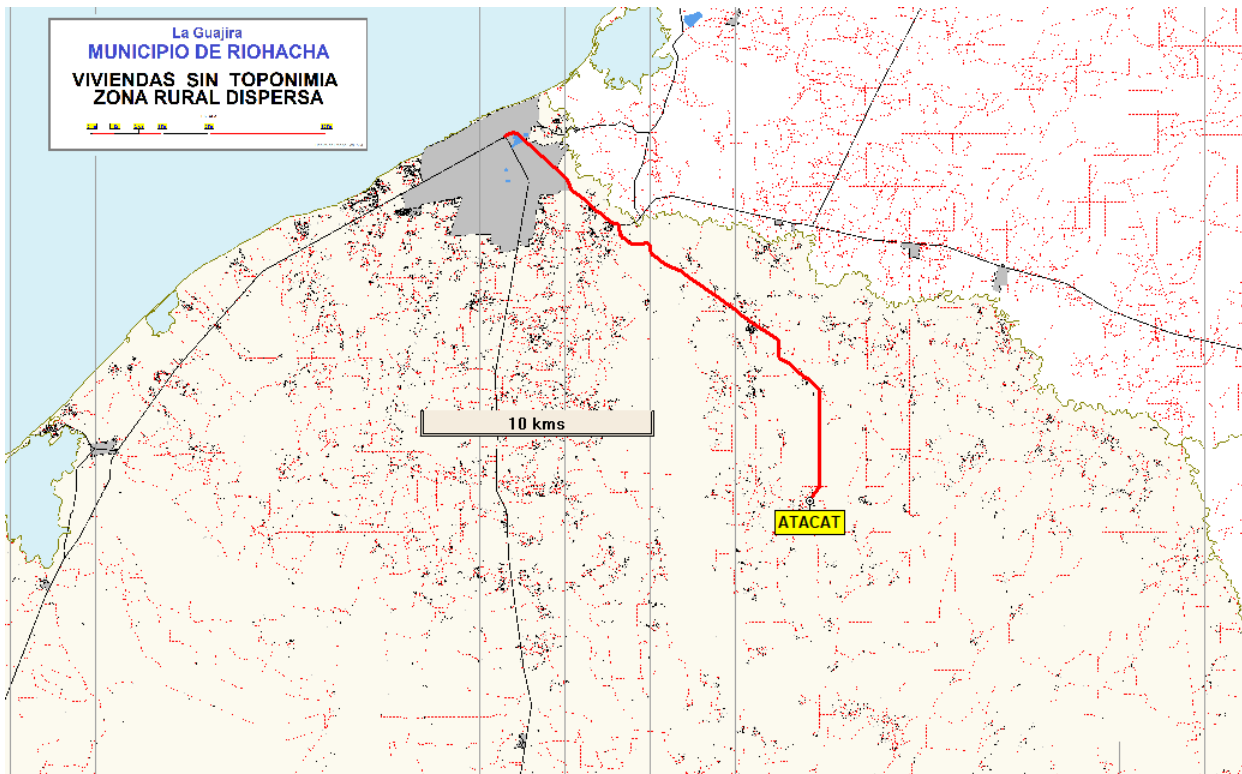 La Guajira
MUNICIPIO DE RIOHACHA
VIVIENDAS SIN TOPONIMIA
ZONA RURAL DISPERSA
10 kms
ATACAT